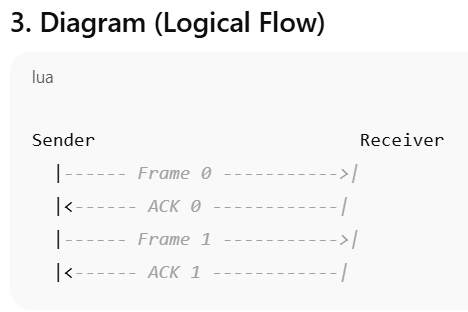 3. Diagram (Logical Flow)
lua
Sender                          Receiver
  |------ Frame 0 ----------->|
  |<------ ACK 0 ------------|
  |------ Frame 1 ----------->|
  |<------ ACK 1 ------------|